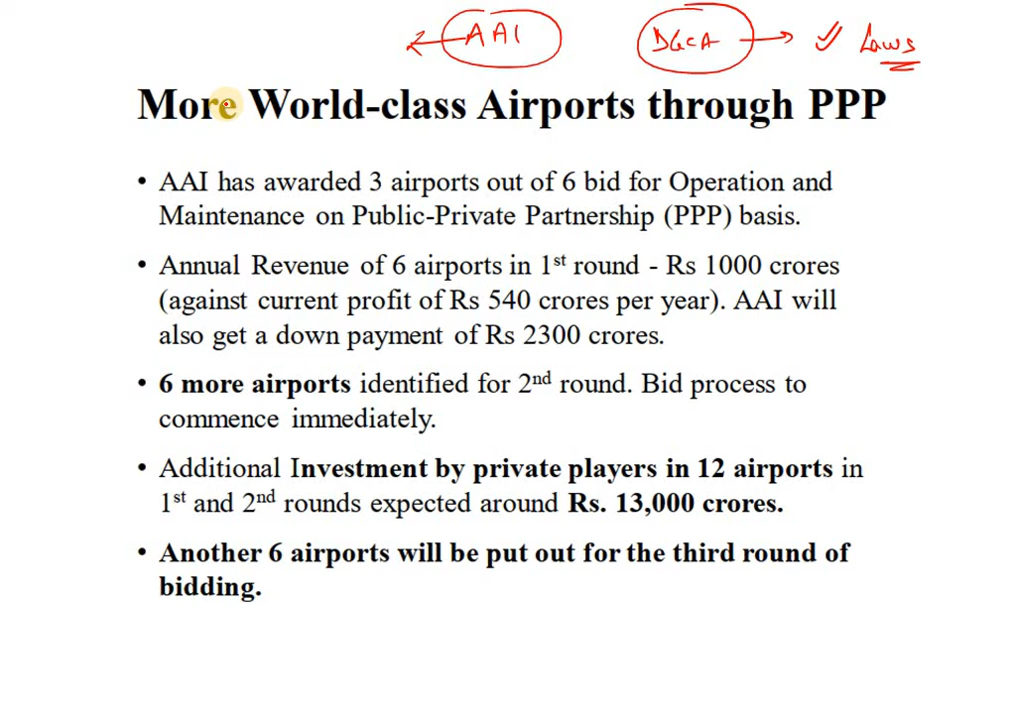 AAI DGCA Laws
More World-class Airports through PPP
• AAI has awarded 3 airports out of 6 bid for Operation and
Maintenance on Public-Private Partnership (PPP) basis.
• Annual Revenue of 6 airports in 1st round - Rs 1000 crores
(against current profit of Rs 540 crores per year). AAI will
also get a down payment of Rs 2300 crores.
• 6 more airports identified for 2nd round. Bid process to
commence immediately.
• Additional Investment by private players in 12 airports in
1st and 2nd rounds expected around Rs. 13,000 crores.
• Another 6 airports will be put out for the third round of
bidding.